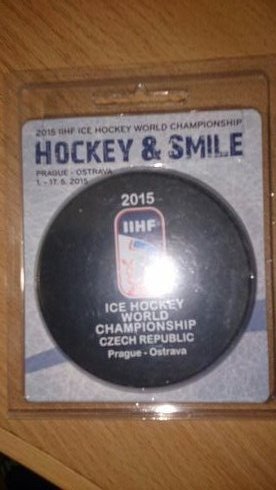 2015 IIHF ICE HOCKEY WORLD CHAMPIONSHIP
HOCKEY & SMILE
PRAGUE - OSTRAVA
1. - 17. 5. 2015
2015
IIHF
ICE HOCKEY
WORLD
CHAMPIONSHIP
CZECH REPUBLIC
Prague - Ostrava